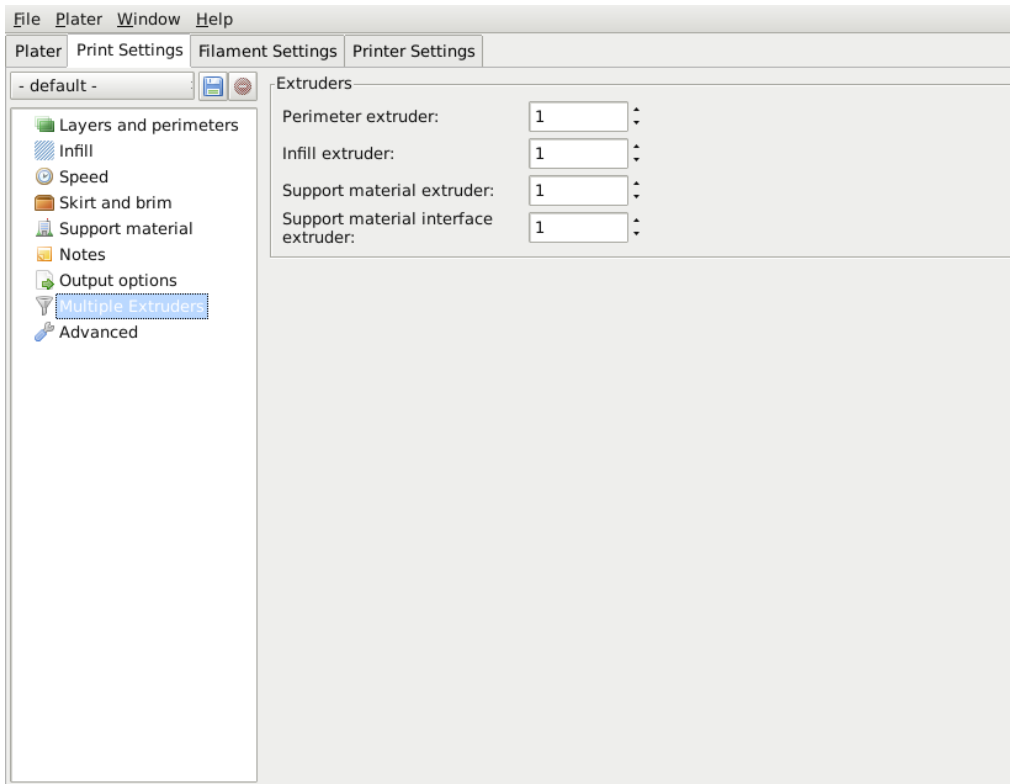 File Plater Window Help
Plater Print Settings Filament Settings Printer Settings
- default -
Layers and perimeters
Infill
Speed
Skirt and brim
Support material
Notes
Output options
Multiple Extruders
Advanced
Extruders
Perimeter extruder: 1
Infill extruder: 1
Support material extruder: 1
Support material interface
extruder: 1